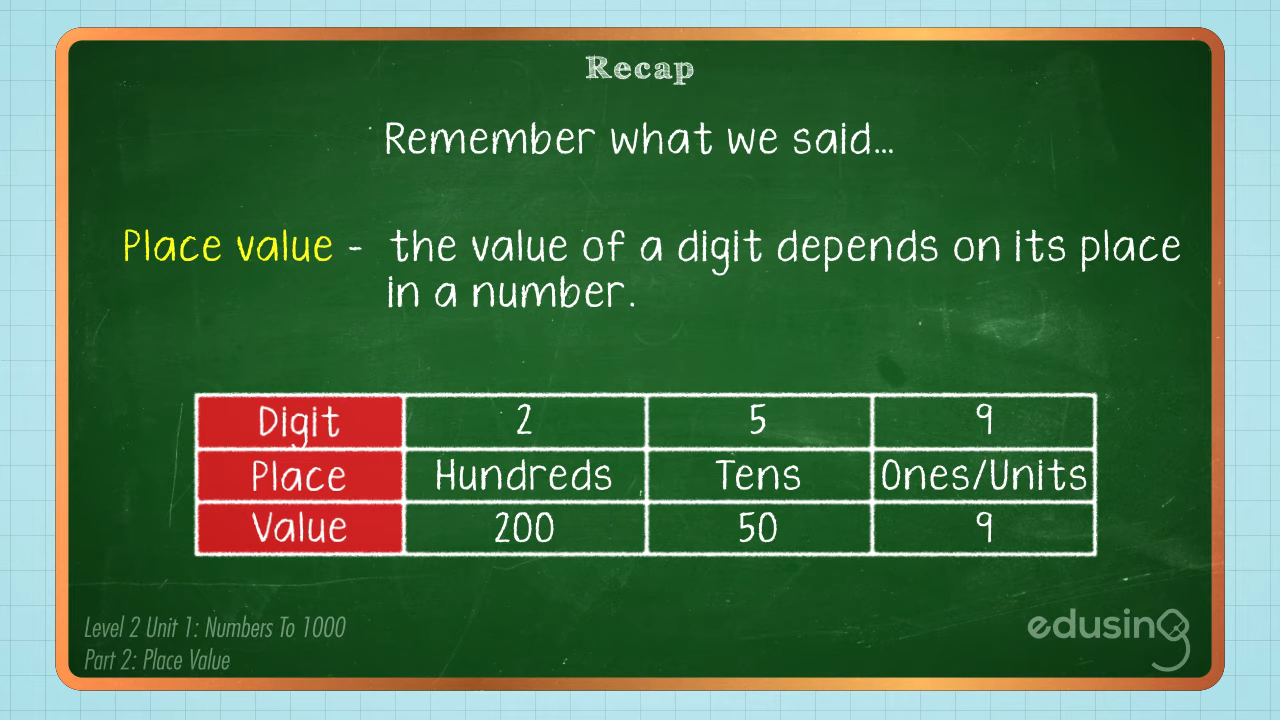 Recap
Remember what we said...
Place value - the value of a digit depends on its place
in a number.
Digit 2 5 9
Place Hundreds Tens Ones/Units
Value 200 50 9
Level 2 Unit 1: Numbers To 1000
Part 2: Place Value
edusing